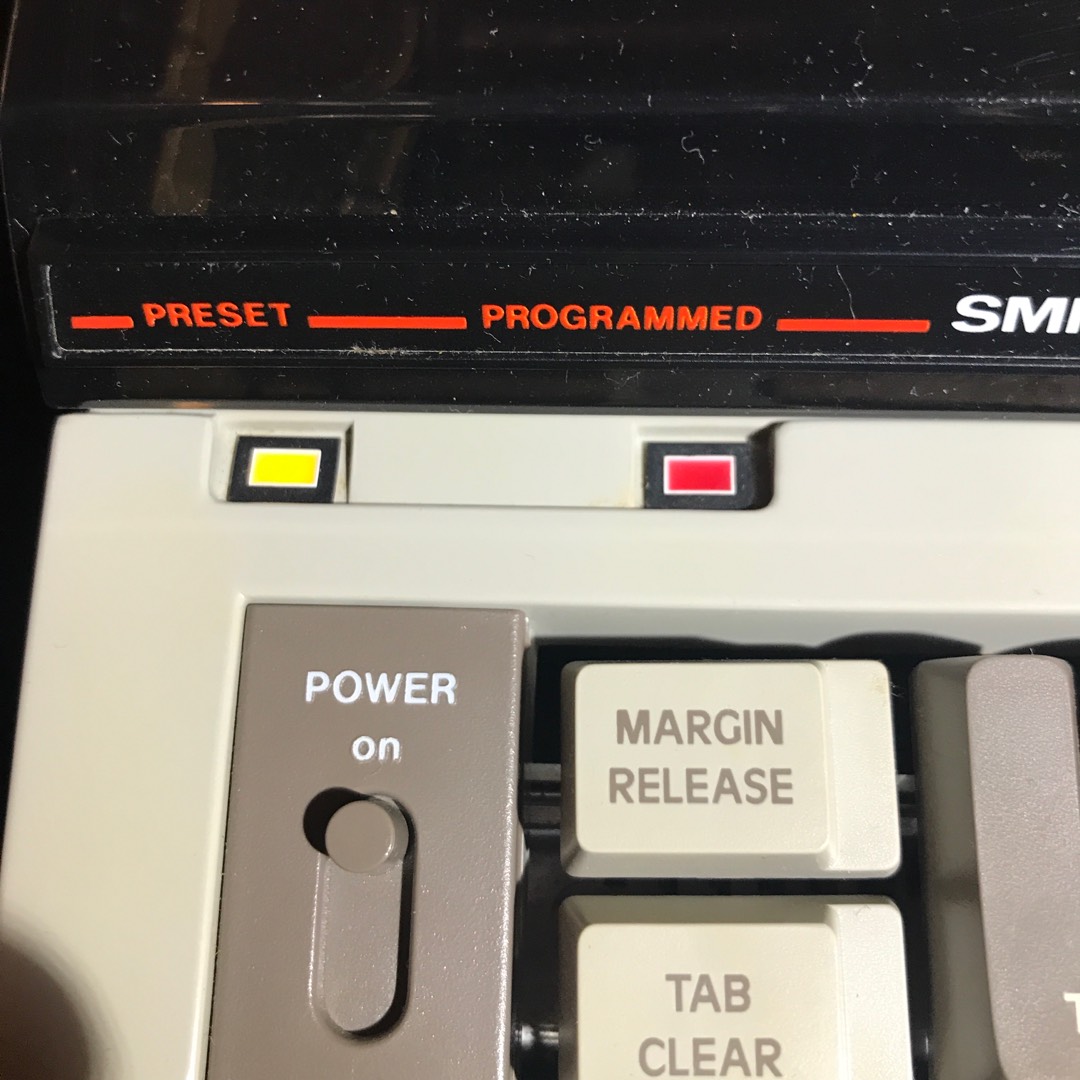 PRESET PROGRAMMED
POWER
on
MARGIN
RELEASE
TAB
CLEAR